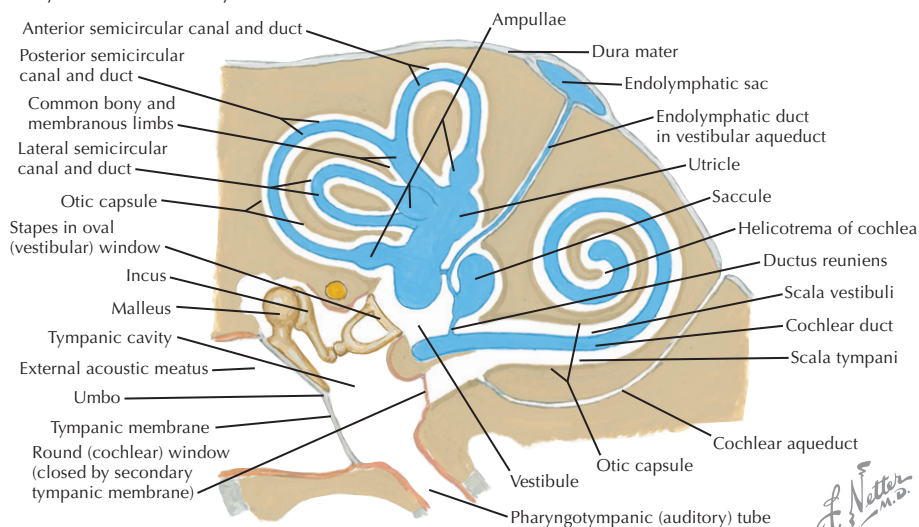 Ampullae
Anterior semicircular canal and duct
Posterior semicircular
canal and duct
Common bony and
membranous limbs
Lateral semicircular
canal and duct
Otic capsule
Stapes in oval
(vestibular) window
Incus
Malleus
Tympanic cavity
External acoustic meatus
Umbo
Tympanic membrane
Round (cochlear) window
(closed by secondary
tympanic membrane)
Dura mater
Endolymphatic sac
Endolymphatic duct
in vestibular aqueduct
Utricle
Saccule
Helicotrema of cochlea
Ductus reuniens
Scala vestibuli
Cochlear duct
Scala tympani
Cochlear aqueduct
Otic capsule
Vestibule
Pharyngotympanic (auditory) tube
F. Netter
M.D.